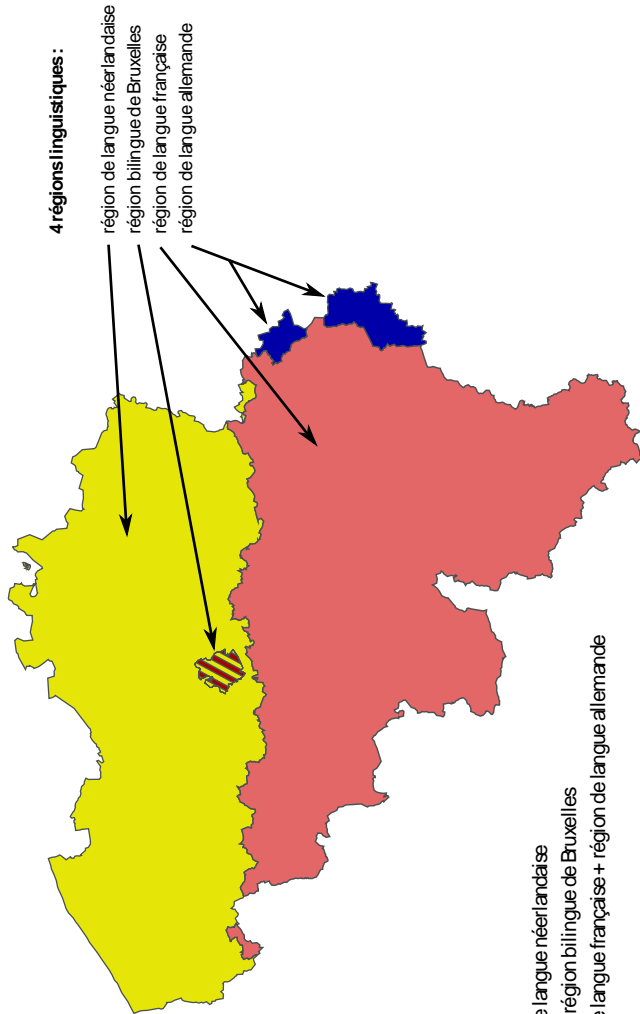 4 régions linguistiques :
région de langue néerlandaise
région bilingue de Bruxelles
région de langue française
région de langue allemande
langue néerlandaise
région bilingue de Bruxelles
langue française + région de langue allemande